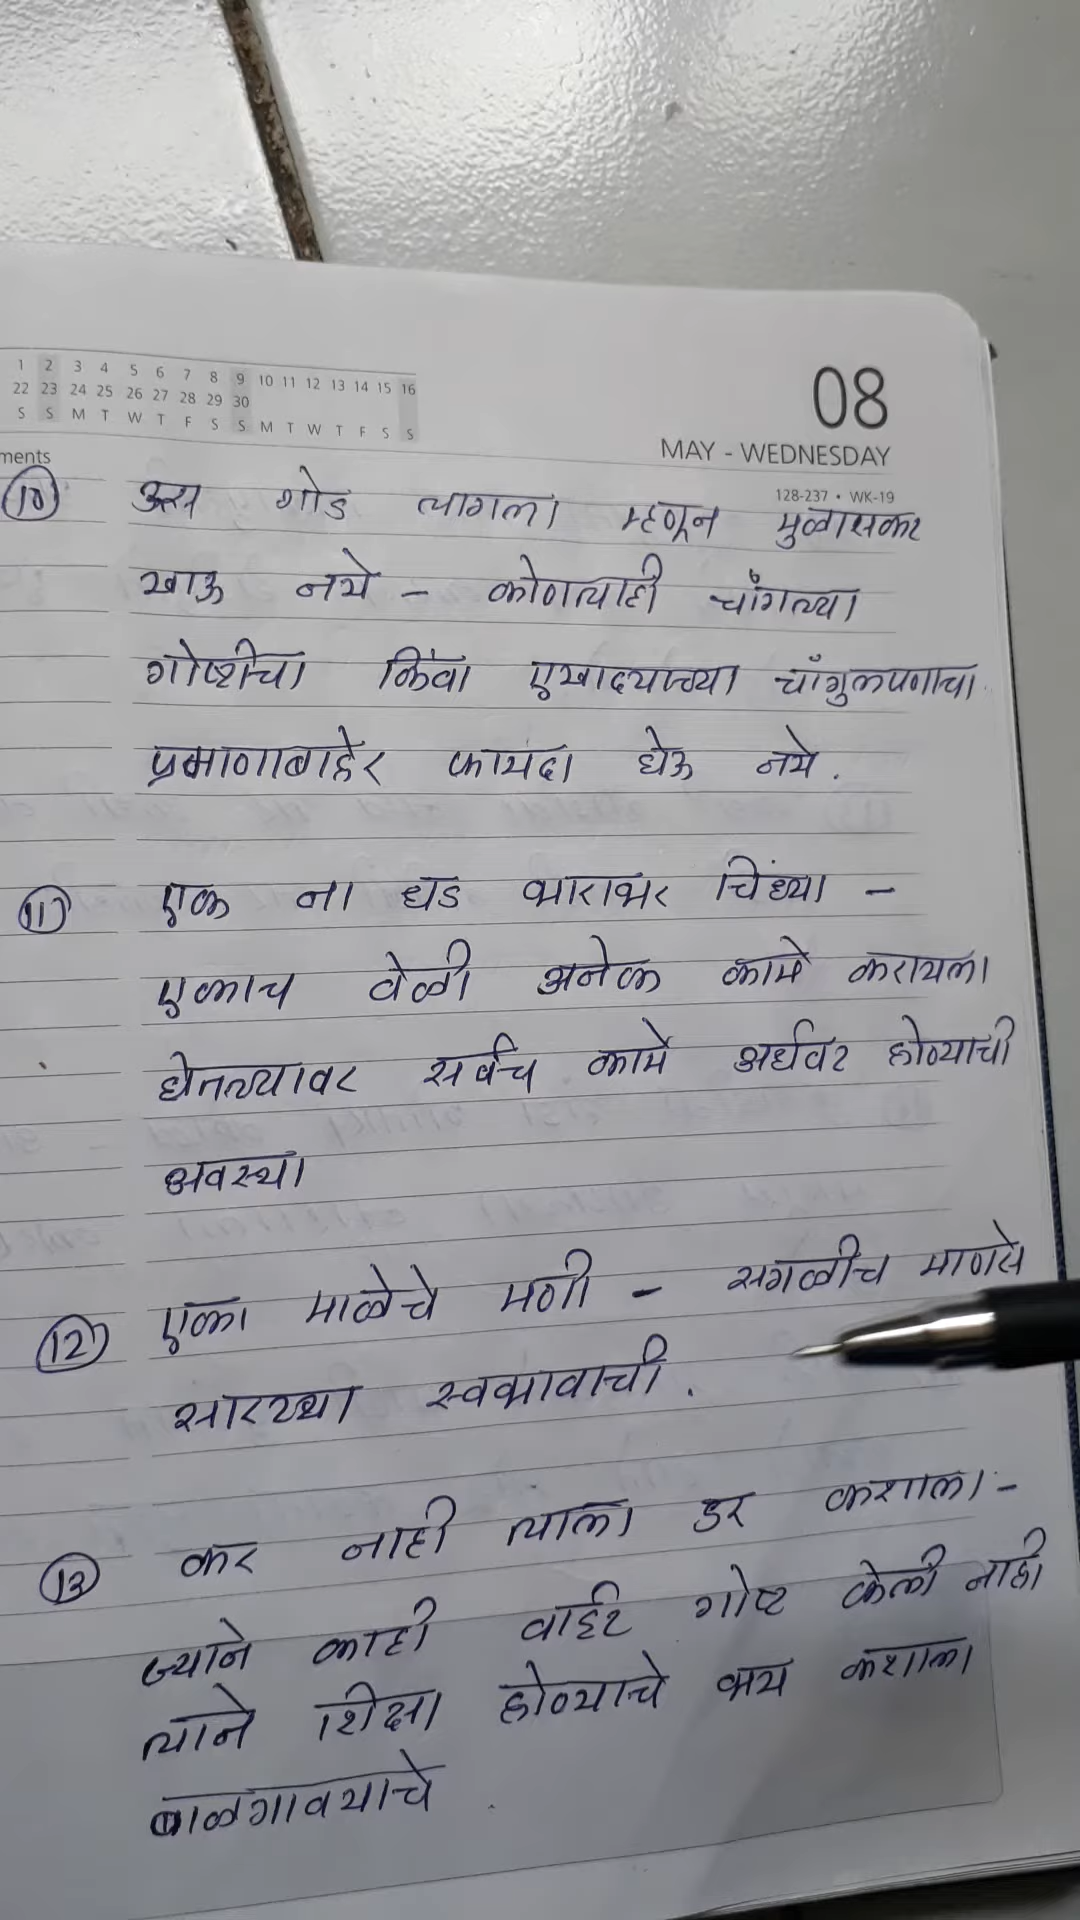 1 2 3 4 5 6 7 8 9 10 11 12 13 14 15 16
22 23 24 25 26 27 28 29 30
S S M T W T F S S M T W T F S S
08
MAY - WEDNESDAY
ments
128-237 • WK-19
10 ऊस गोड लागला म्हणून मुळासकट
खाऊ नये - कोणत्याही चाँगल्या
गोष्टीचा किंवा एखादयाच्या चाँगुलपणाचा
प्रमाणाबाहेर फायदा घेऊ नये.
11 एक ना धड भाराभर चिंध्या -
एकाच वेळी अनेक कामे करायला
घेतल्यावर सर्वच कामे अर्धवट होण्याची
अवस्था
12 एका माळेचे मणी - सगळीच माणसे
सारख्या स्वभावाची.
13 कर नाही त्याला डर कशाला -
ज्याने काही वाईट गोष्ट केली नाही
त्याने शिक्षा होण्याचे भय कशाला
बाळगावयाचे.